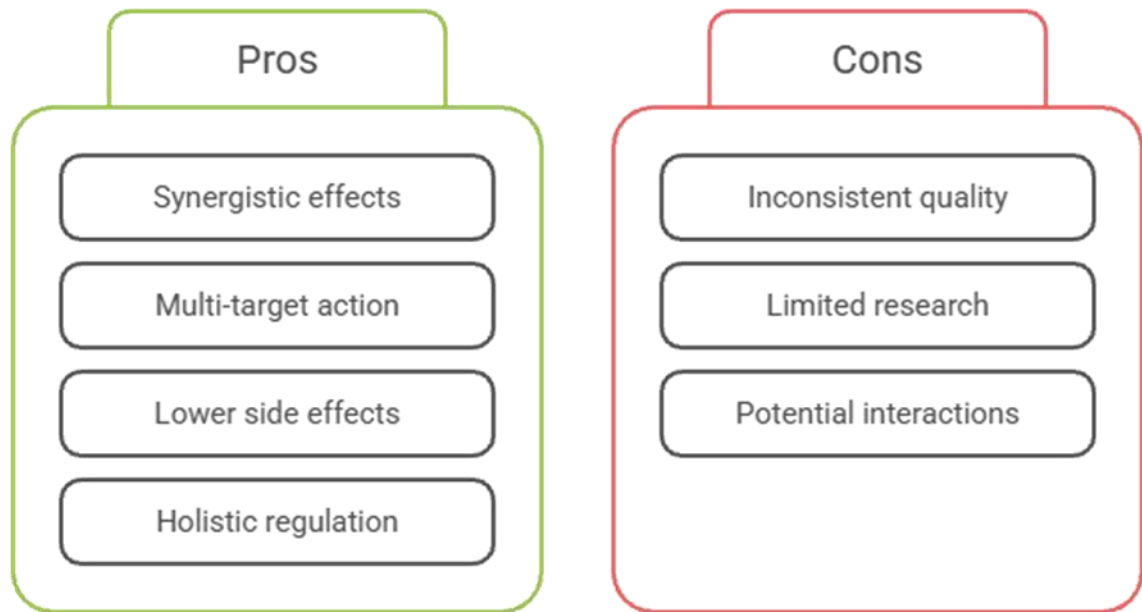 Pros
Synergistic effects
Multi-target action
Lower side effects
Holistic regulation
Cons
Inconsistent quality
Limited research
Potential interactions